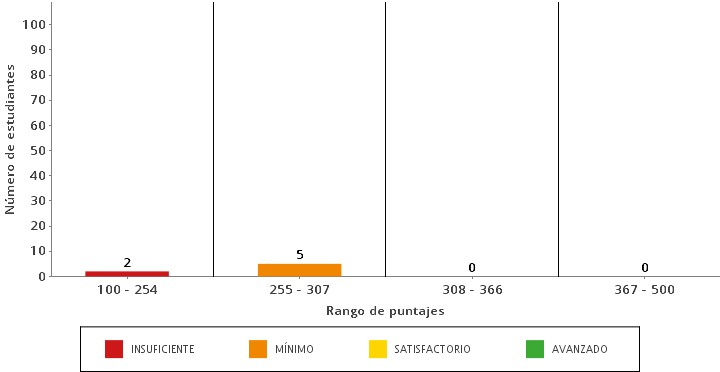 Número de estudiantes
100
90
80
70
60
50
40
30
20
10
0
2
5
0
0
100 - 254
255 - 307
308 - 366
367 - 500
Rango de puntajes
INSUFICIENTE
MÍNIMO
SATISFACTORIO
AVANZADO